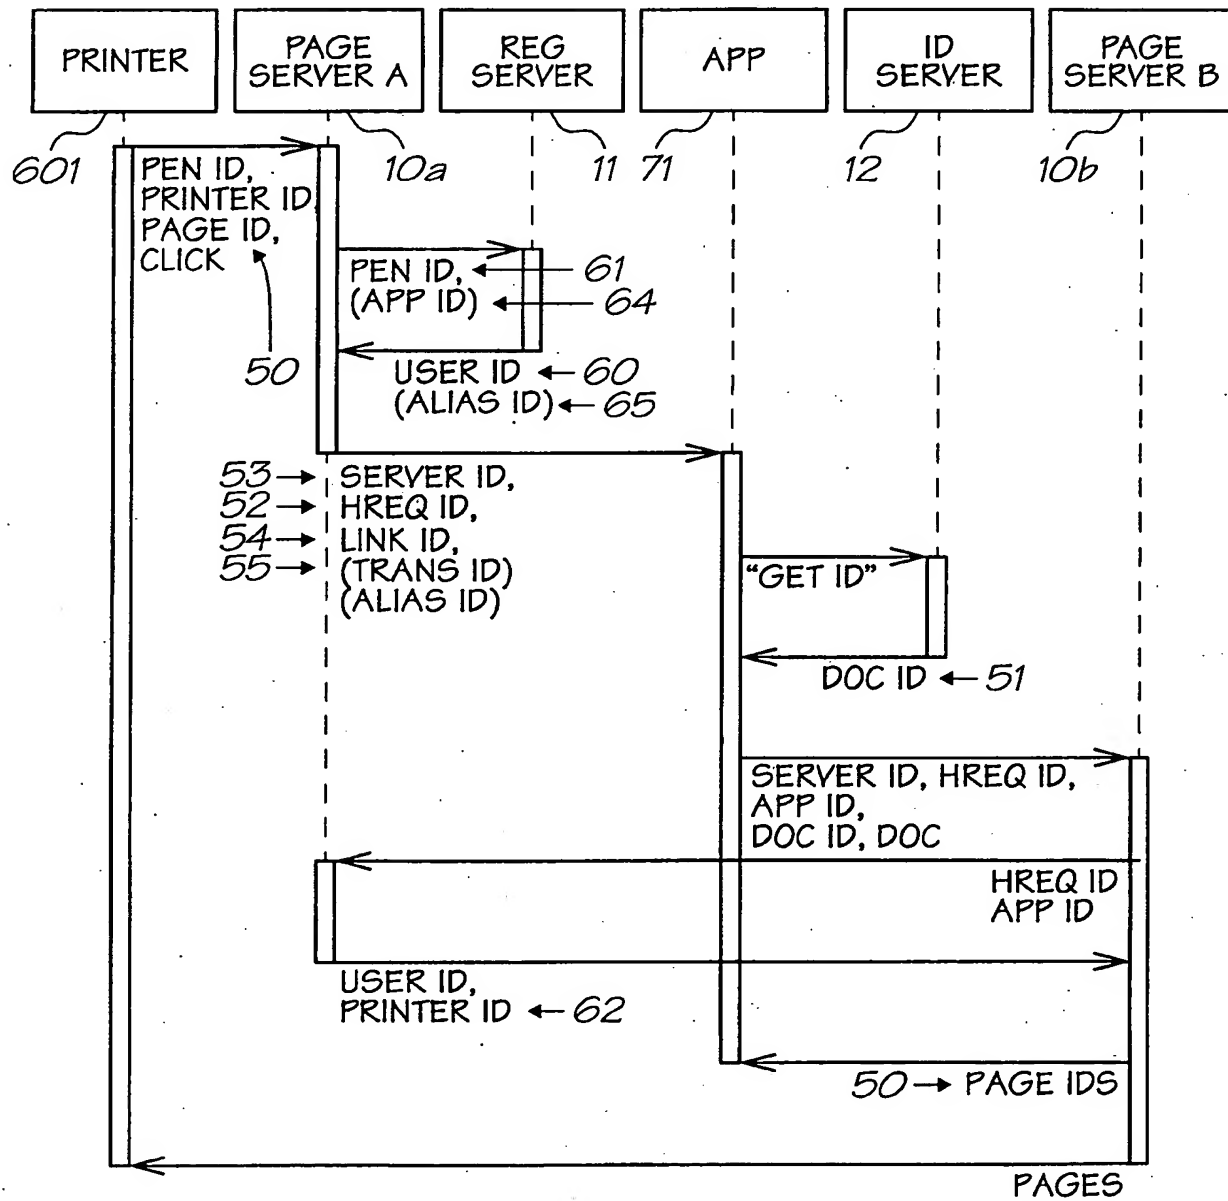 PRINTER
PAGE
SERVER A
REG
SERVER
APP
ID
SERVER
PAGE
SERVER B
601
10a
11
71
12
10b
PEN ID,
PRINTER ID
PAGE ID,
CLICK
50
PEN ID, 61
(APP ID) 64
USER ID 60
(ALIAS ID) 65
53 SERVER ID,
52 HREQ ID,
54 LINK ID,
55 (TRANS ID)
(ALIAS ID)
"GET ID"
DOC ID 51
SERVER ID, HREQ ID,
APP ID,
DOC ID, DOC
HREQ ID
APP ID
USER ID,
PRINTER ID 62
50 PAGE IDS
PAGES